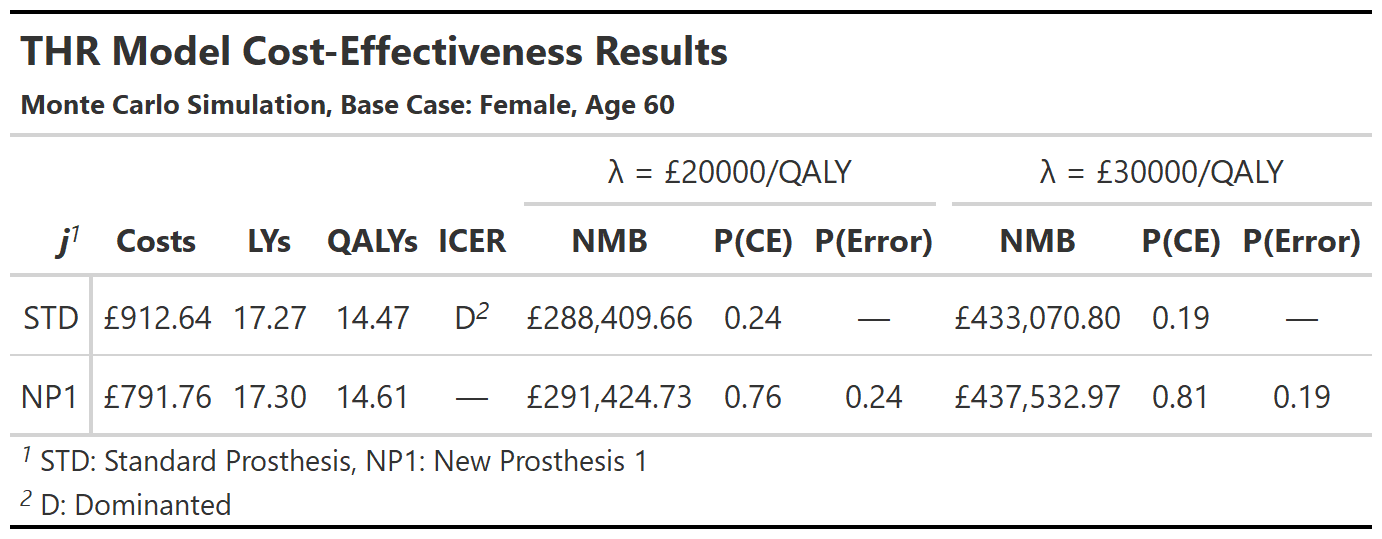 THR Model Cost-Effectiveness Results
Monte Carlo Simulation, Base Case: Female, Age 60
λ = £20000/QALY λ = £30000/QALY
j1 Costs LYs QALYs ICER NMB P(CE) P(Error) NMB P(CE) P(Error)
STD £912.64 17.27 14.47 D2 £288,409.66 0.24 — £433,070.80 0.19 —
NP1 £791.76 17.30 14.61 — £291,424.73 0.76 0.24 £437,532.97 0.81 0.19
1 STD: Standard Prosthesis, NP1: New Prosthesis 1
2 D: Dominanted